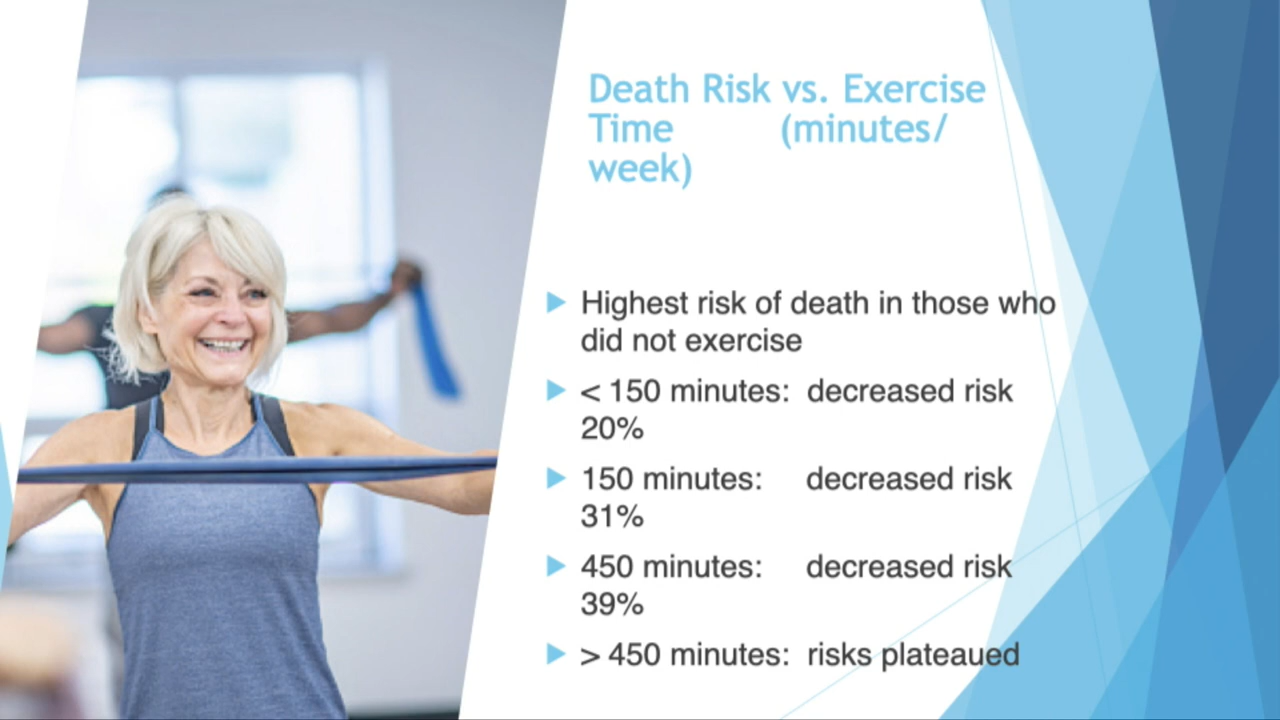 Death Risk vs. Exercise
Time (minutes/
week)
Highest risk of death in those who
did not exercise
< 150 minutes: decreased risk
20%
150 minutes: decreased risk
31%
450 minutes: decreased risk
39%
> 450 minutes: risks plateaued